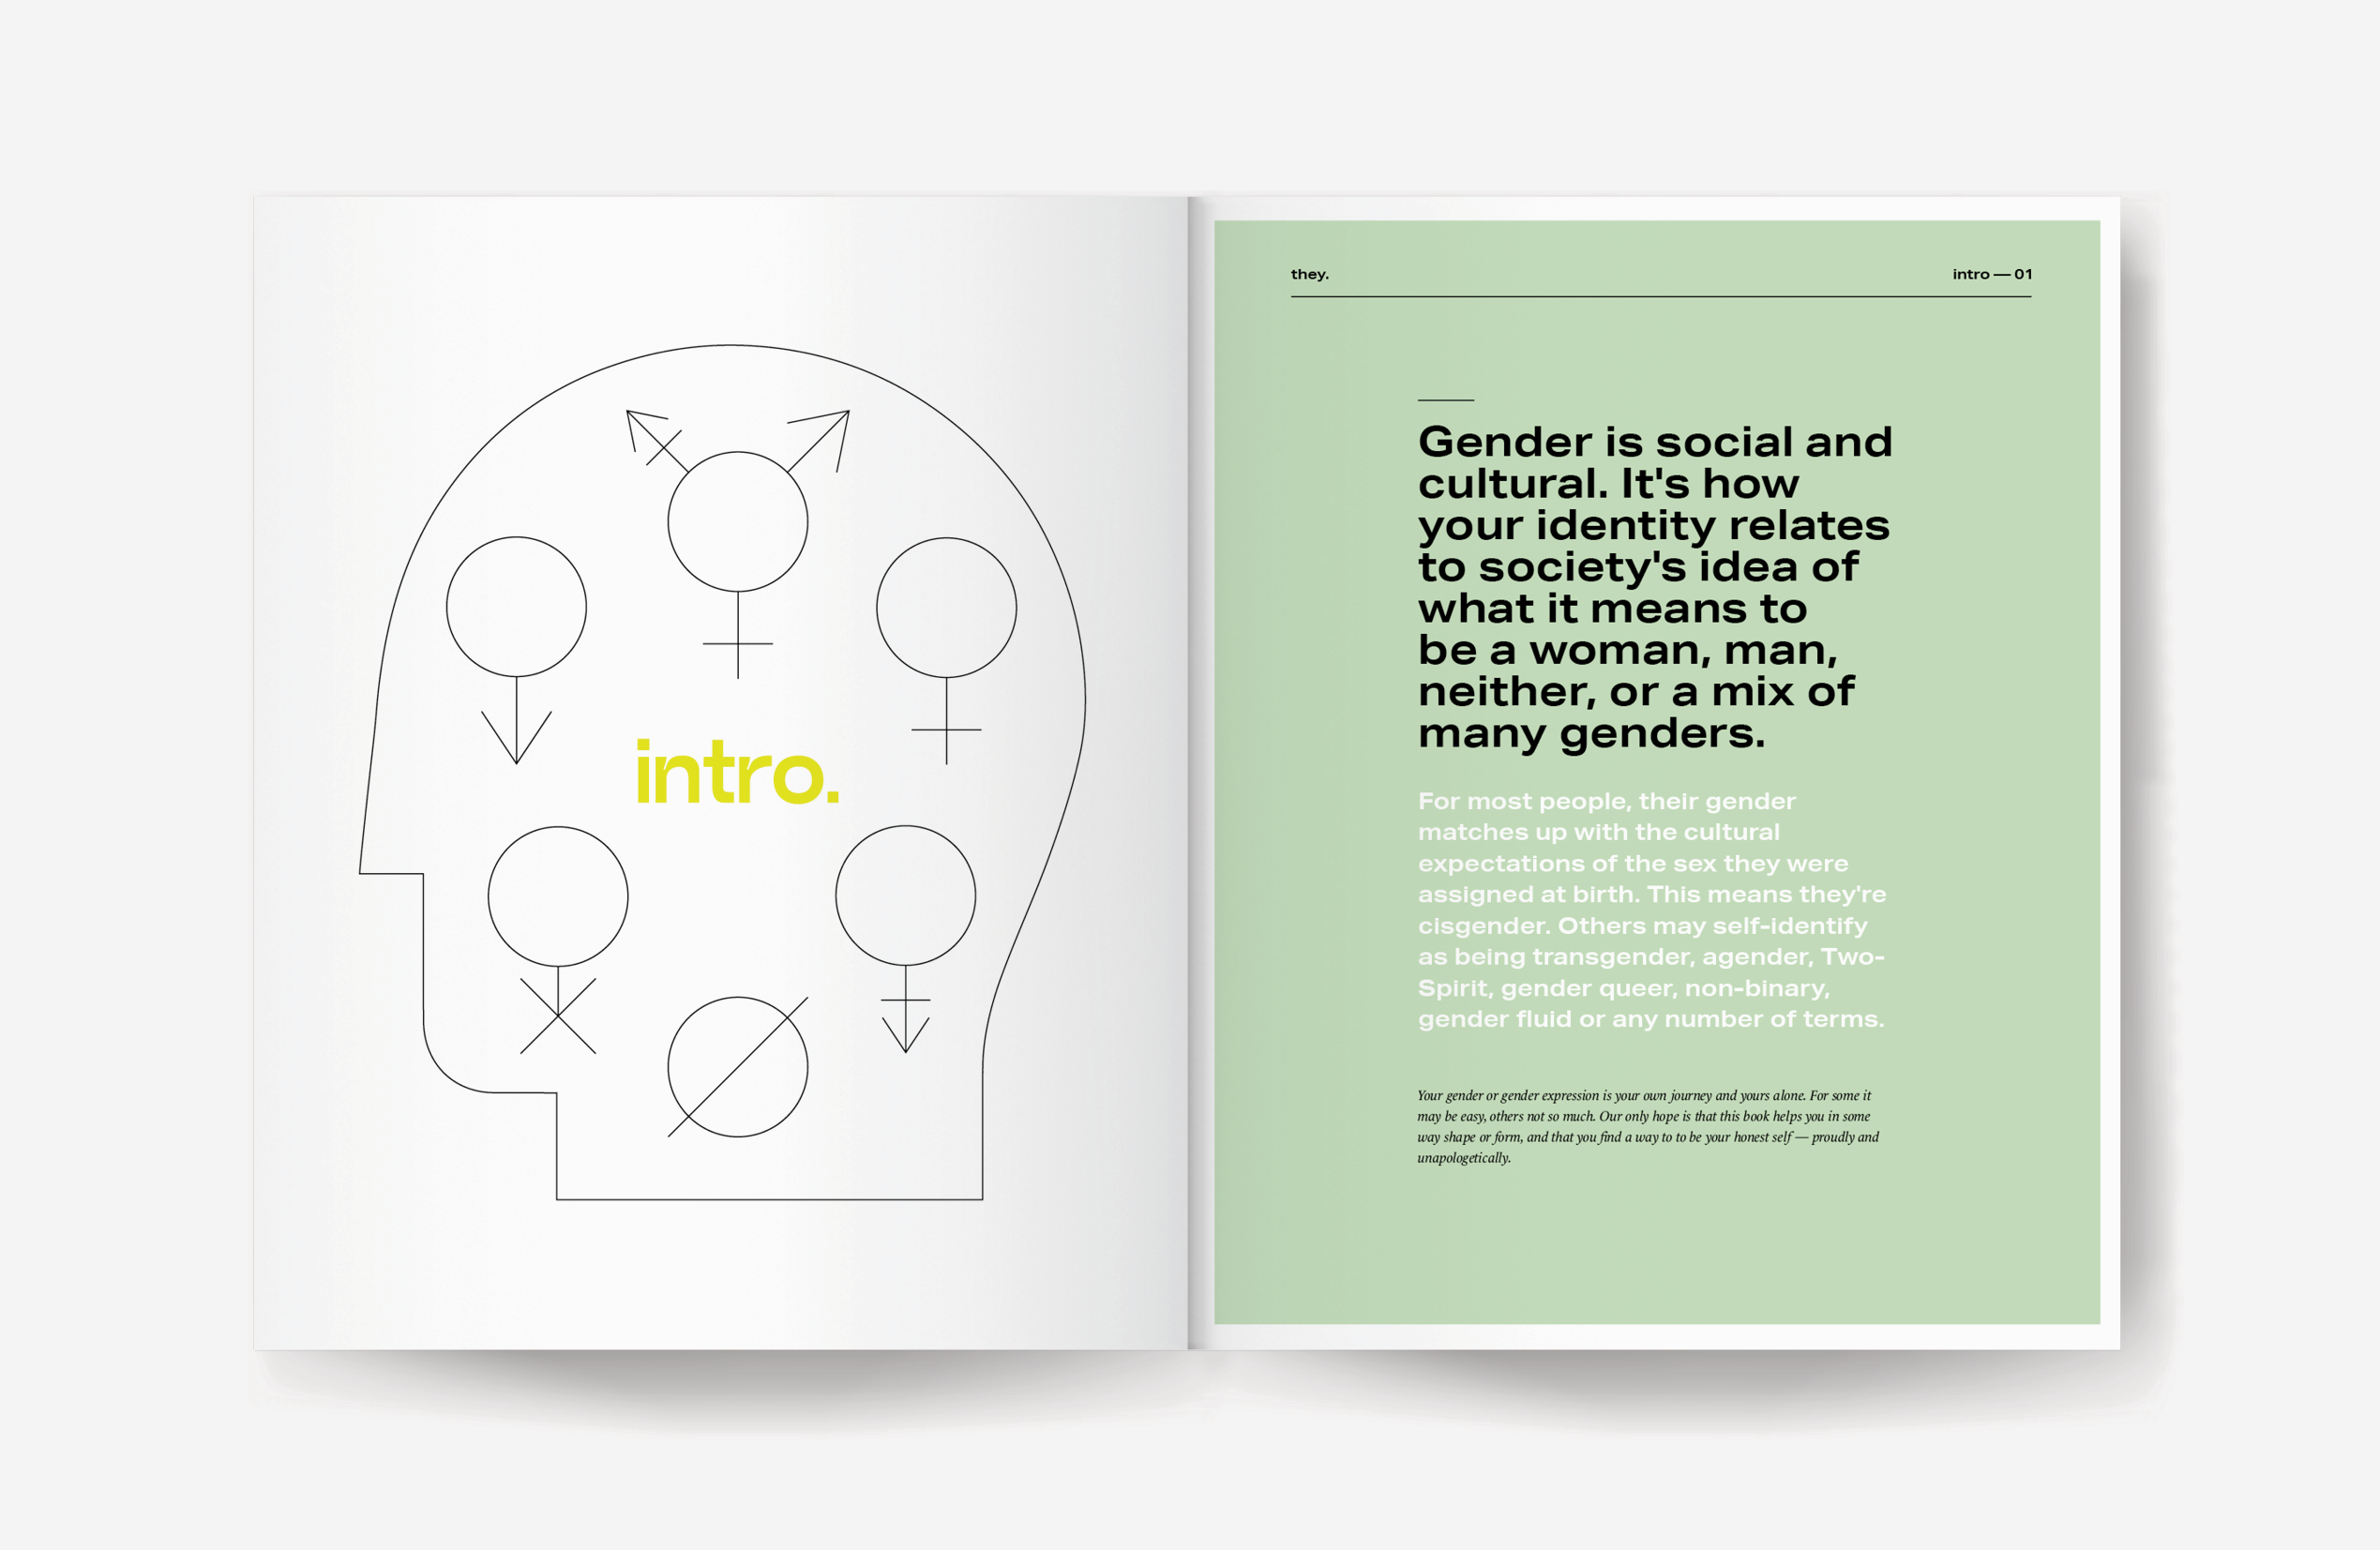 intro.
they.
intro — 01
Gender is social and
cultural. It's how
your identity relates
to society's idea of
what it means to
be a woman, man,
neither, or a mix of
many genders.
For most people, their gender
matches up with the cultural
expectations of the sex they were
assigned at birth. This means they're
cisgender. Others may self-identify
as being transgender, agender, Two-
Spirit, gender queer, non-binary,
gender fluid or any number of terms.
Your gender or gender expression is your own journey and yours alone. For some it
may be easy, others not so much. Our only hope is that this book helps you in some
way shape or form, and that you find a way to to be your honest self — proudly and
unapologetically.